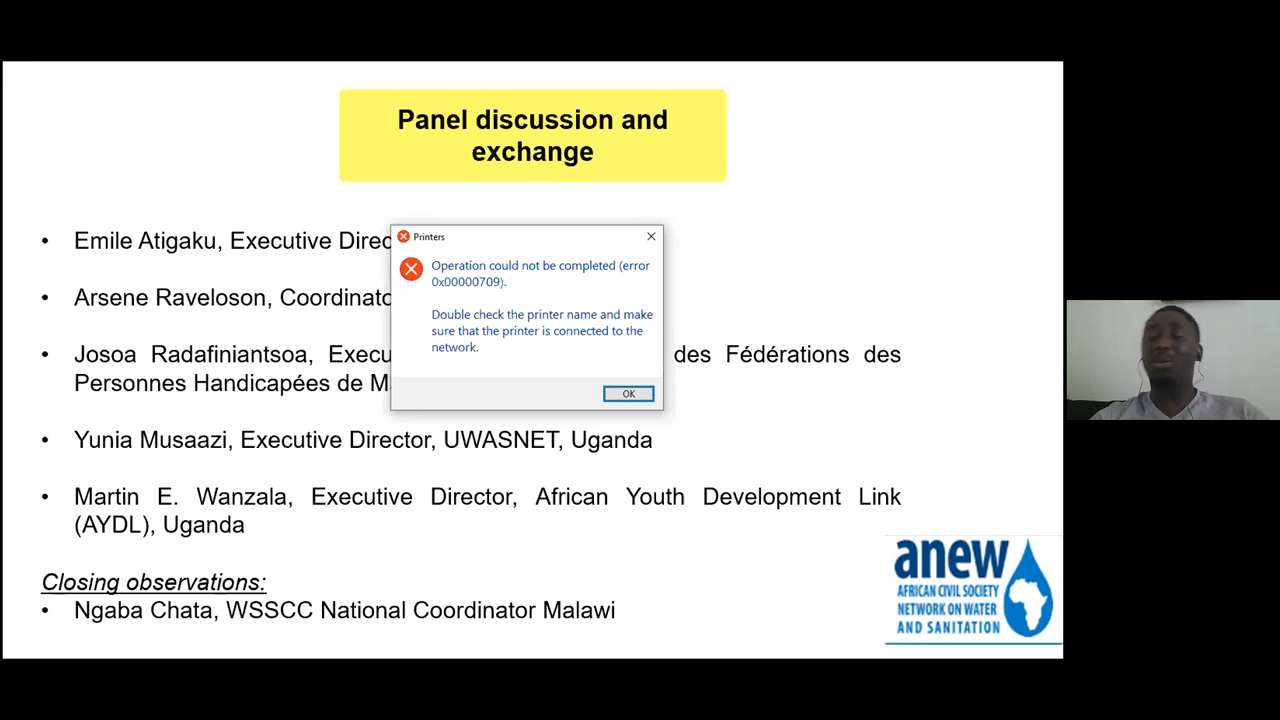 Panel discussion and
exchange
• Emile Atigaku, Executive Direc
• Arsene Raveloson, Coordinato
• Josoa Radafiniantsoa, Execu des Fédérations des
Personnes Handicapées de M
Printers
Operation could not be completed (error
0x00000709).
Double check the printer name and make
sure that the printer is connected to the
network.
OK
• Yunia Musaazi, Executive Director, UWASNET, Uganda
• Martin E. Wanzala, Executive Director, African Youth Development Link
(AYDL), Uganda
Closing observations:
• Ngaba Chata, WSSCC National Coordinator Malawi
anew
AFRICAN CIVIL SOCIETY
NETWORK ON WATER
AND SANITATION